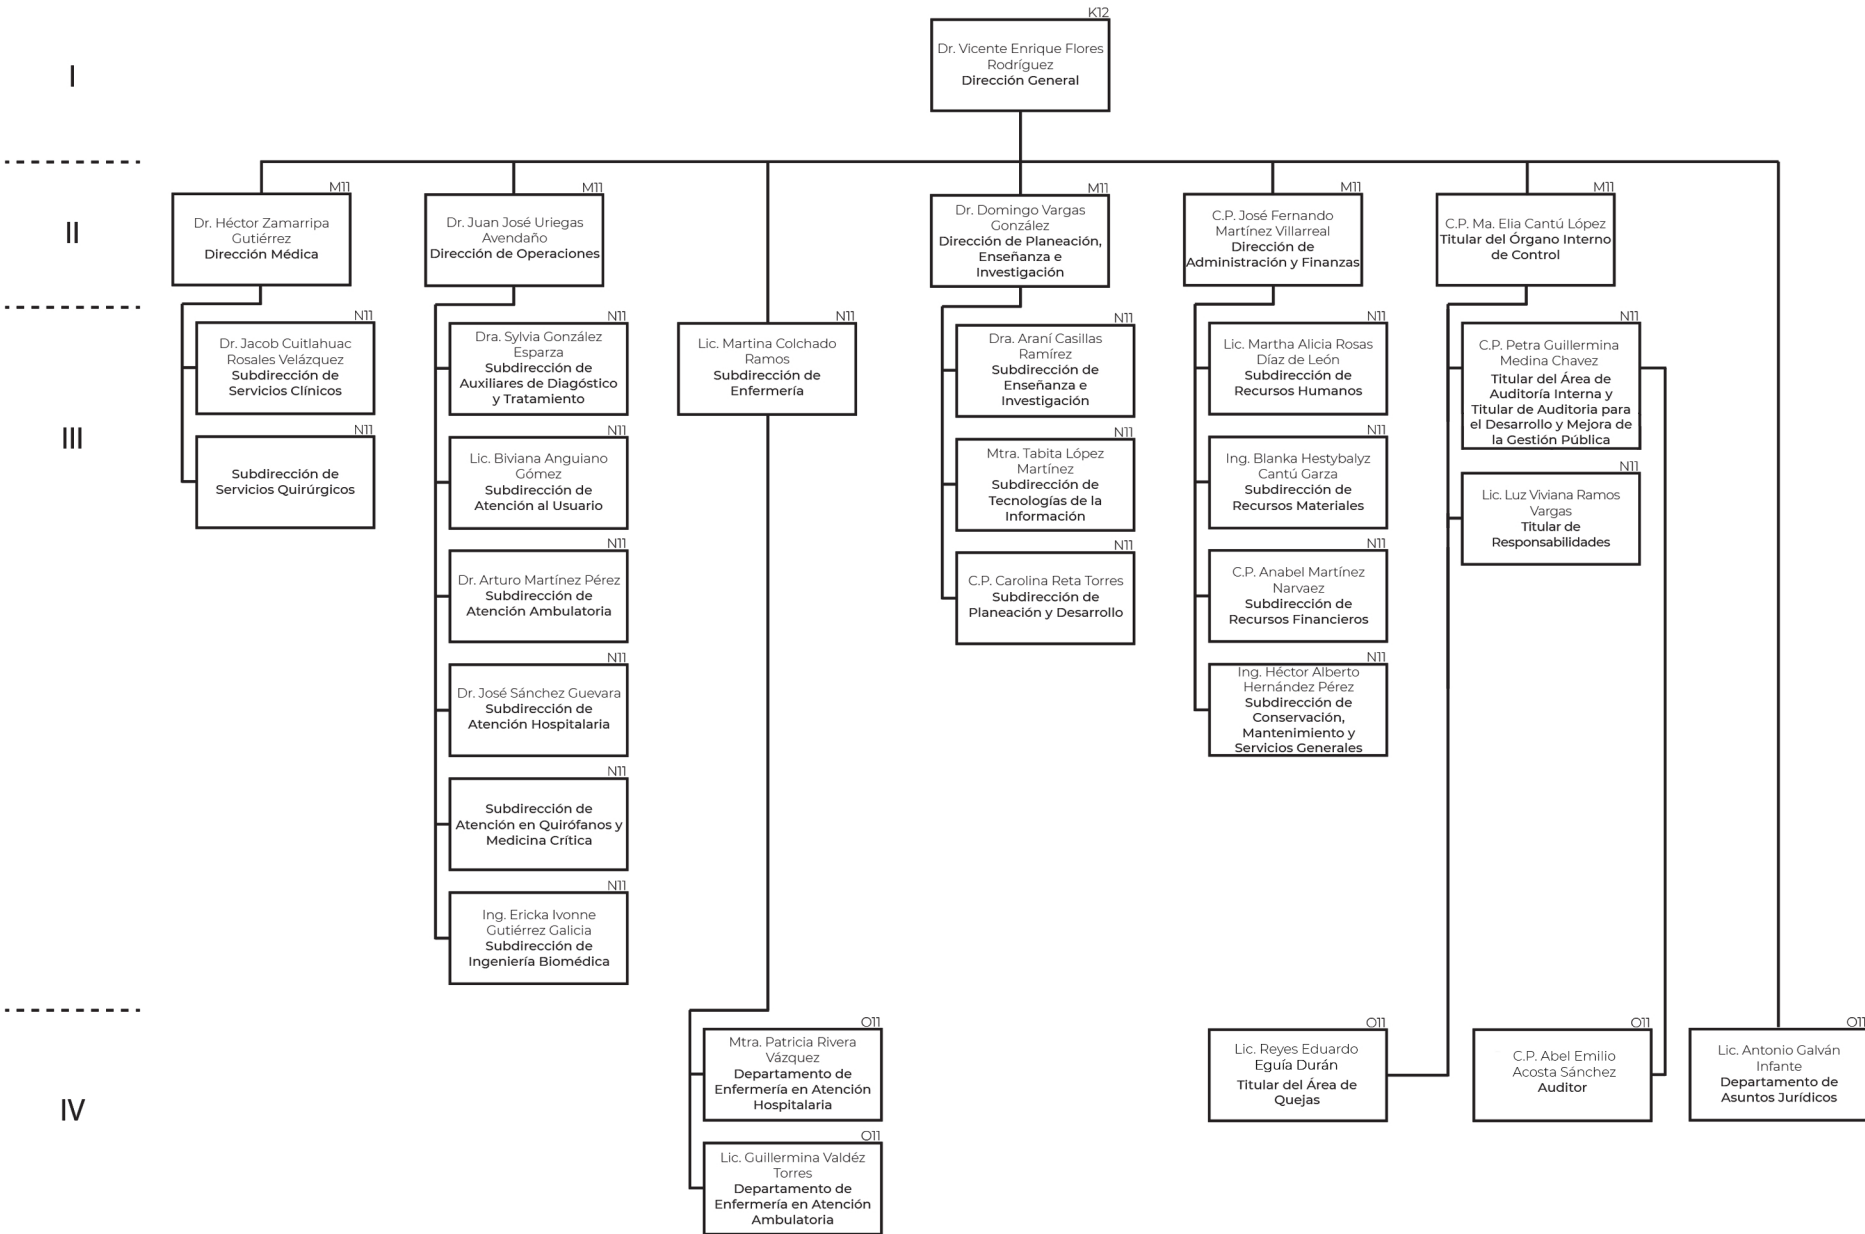 K12
Dr. Vicente Enrique Flores
Rodríguez
Dirección General
I
II
M11
Dr. Héctor Zamarripa
Gutiérrez
Dirección Médica
M11
Dr. Juan José Uriegas
Avendaño
Dirección de Operaciones
M11
Dr. Domingo Vargas
González
Dirección de Planeación,
Enseñanza e
Investigación
M11
C.P. José Fernando
Martínez Villarreal
Dirección de
Administración y Finanzas
M11
C.P. Ma. Elia Cantú López
Titular del Órgano Interno
de Control
III
N11
Dr. Jacob Cuitlahuac
Rosales Velázquez
Subdirección de
Servicios Clínicos
N11
Subdirección de
Servicios Quirúrgicos
N11
Dra. Sylvia González
Esparza
Subdirección de
Auxiliares de Diagóstico
y Tratamiento
N11
Lic. Biviana Anguiano
Gómez
Subdirección de
Atención al Usuario
N11
Dr. Arturo Martínez Pérez
Subdirección de
Atención Ambulatoria
N11
Dr. José Sánchez Guevara
Subdirección de
Atención Hospitalaria
N11
Subdirección de
Atención en Quirófanos y
Medicina Crítica
N11
Ing. Ericka Ivonne
Gutiérrez Galicia
Subdirección de
Ingeniería Biomédica
N11
Lic. Martina Colchado
Ramos
Subdirección de
Enfermería
N11
Dra. Araní Casillas
Ramírez
Subdirección de
Enseñanza e
Investigación
N11
Mtra. Tabita López
Martínez
Subdirección de
Tecnologías de la
Información
N11
C.P. Carolina Reta Torres
Subdirección de
Planeación y Desarrollo
N11
Lic. Martha Alicia Rosas
Díaz de León
Subdirección de
Recursos Humanos
N11
Ing. Blanka Hestybalyz
Cantú Garza
Subdirección de
Recursos Materiales
N11
C.P. Anabel Martínez
Narvaez
Subdirección de
Recursos Financieros
N11
Ing. Héctor Alberto
Hernández Pérez
Subdirección de
Conservación,
Mantenimiento y
Servicios Generales
N11
C.P. Petra Guillermina
Medina Chavez
Titular del Área de
Auditoría Interna y
Titular de Auditoria para
el Desarrollo y Mejora de
la Gestión Pública
N11
Lic. Luz Viviana Ramos
Vargas
Titular de
Responsabilidades
IV
O11
Mtra. Patricia Rivera
Vázquez
Departamento de
Enfermería en Atención
Hospitalaria
O11
Lic. Guillermina Valdéz
Torres
Departamento de
Enfermería en Atención
Ambulatoria
O11
Lic. Reyes Eduardo
Eguía Durán
Titular del Área de
Quejas
O11
C.P. Abel Emilio
Acosta Sánchez
Auditor
O11
Lic. Antonio Galván
Infante
Departamento de
Asuntos Jurídicos